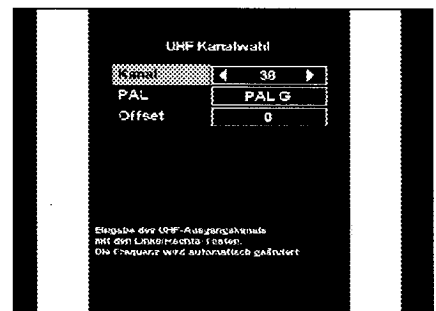 UHF Kanalwahl
Kanal 38
PAL PAL G
Offset 0
Eingabe des UHF-Ausgangskanals
mit den Links/Rechts-Tasten.
Die Frequenz wird automatisch geändert